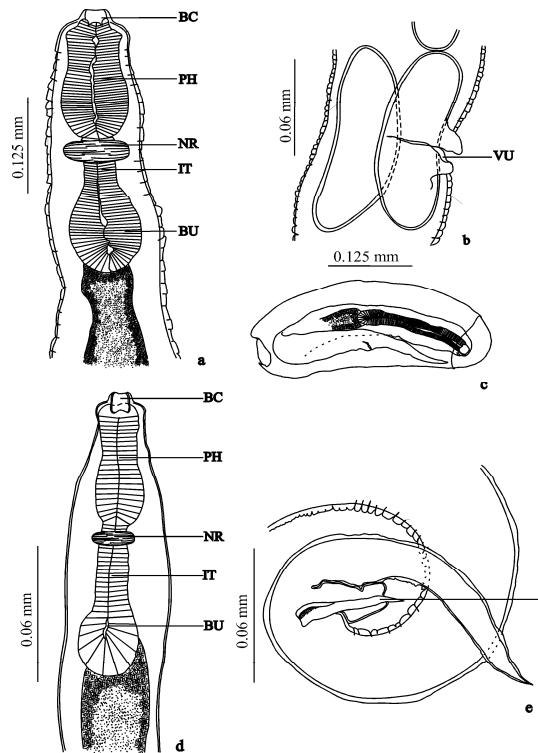 a
BC
PH
NR
IT
BU
0.125 mm
b
VU
0.06 mm
c
0.125 mm
d
BC
PH
NR
IT
BU
0.06 mm
e
0.06 mm